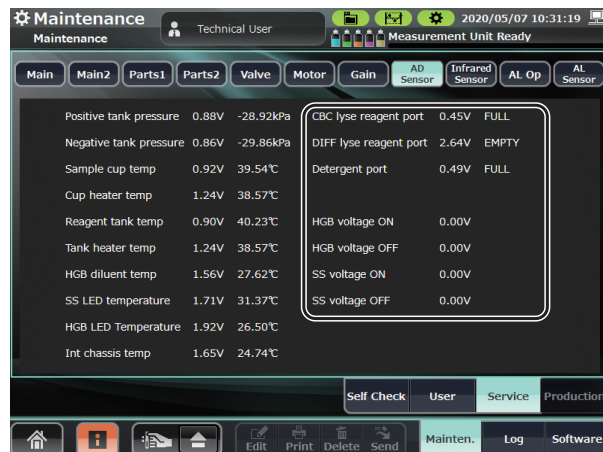 Maintenance
Maintenance
Technical User
2020/05/07 10:31:19
Measurement Unit Ready
Main
Main2
Parts1
Parts2
Valve
Motor
Gain
AD Sensor
Infrared Sensor
AL Op
AL Sensor
Positive tank pressure 0.88V -28.92kPa
Negative tank pressure 0.86V -29.86kPa
Sample cup temp 0.92V 39.54℃
Cup heater temp 1.24V 38.57℃
Reagent tank temp 0.90V 40.23℃
Tank heater temp 1.24V 38.57℃
HGB diluent temp 1.56V 27.62℃
SS LED temperature 1.71V 31.37℃
HGB LED Temperature 1.92V 26.50℃
Int chassis temp 1.65V 24.74℃
CBC lyse reagent port 0.45V FULL
DIFF lyse reagent port 2.64V EMPTY
Detergent port 0.49V FULL
HGB voltage ON 0.00V
HGB voltage OFF 0.00V
SS voltage ON 0.00V
SS voltage OFF 0.00V
Self Check
User
Service
Production
Edit
Print
Delete
Send
Mainten.
Log
Software